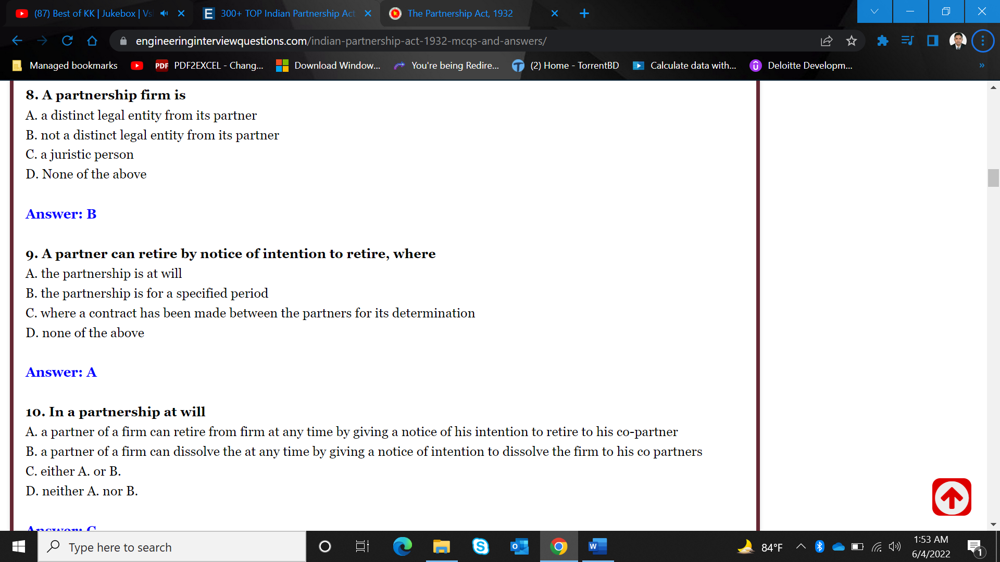 (87) Best of KK | Jukebox | Vs
300+ TOP Indian Partnership Act
The Partnership Act, 1932
engineeringinterviewquestions.com/indian-partnership-act-1932-mcqs-and-answers/
Managed bookmarks
PDF PDF2EXCEL - Chang...
Download Window...
You're being Redire...
(2) Home - TorrentBD
Calculate data with...
Deloitte Developm...
8. A partnership firm is
A. a distinct legal entity from its partner
B. not a distinct legal entity from its partner
C. a juristic person
D. None of the above
Answer: B
9. A partner can retire by notice of intention to retire, where
A. the partnership is at will
B. the partnership is for a specified period
C. where a contract has been made between the partners for its determination
D. none of the above
Answer: A
10. In a partnership at will
A. a partner of a firm can retire from firm at any time by giving a notice of his intention to retire to his co-partner
B. a partner of a firm can dissolve the at any time by giving a notice of intention to dissolve the firm to his co partners
C. either A. or B.
D. neither A. nor B.
Answer: C
Type here to search
84°F
1:53 AM
6/4/2022
1